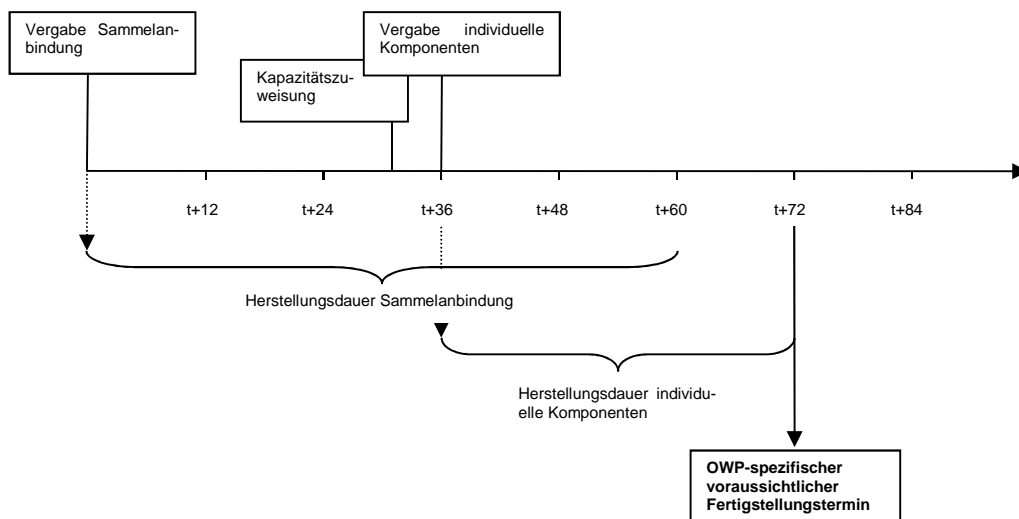 Vergabe Sammelan-
bindung
Vergabe individuelle
Komponenten
Kapazitätszu-
weisung
t+12 t+24 t+36 t+48 t+60 t+72 t+84
Herstellungsdauer Sammelanbindung
Herstellungsdauer individu-
elle Komponenten
OWP-spezifischer
voraussichtlicher
Fertigstellungstermin